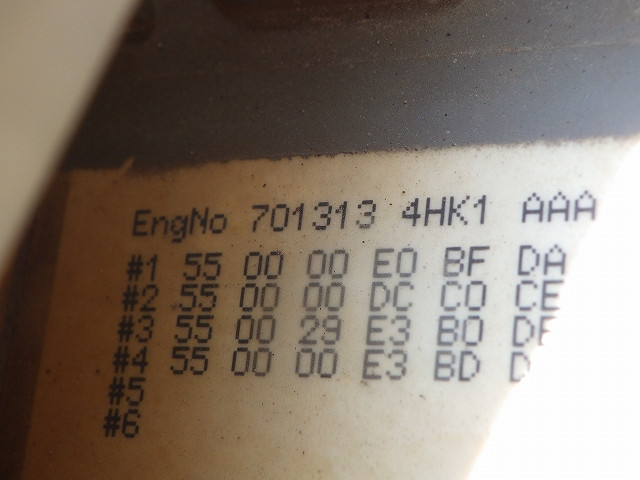 EngNo 701313 4HK1 AAA
#1 55 00 00 E0 BF DA
#2 55 00 00 DC C0 CE
#3 55 00 29 E3 B0
#4 55 00 00 E3 BD
#5
#6